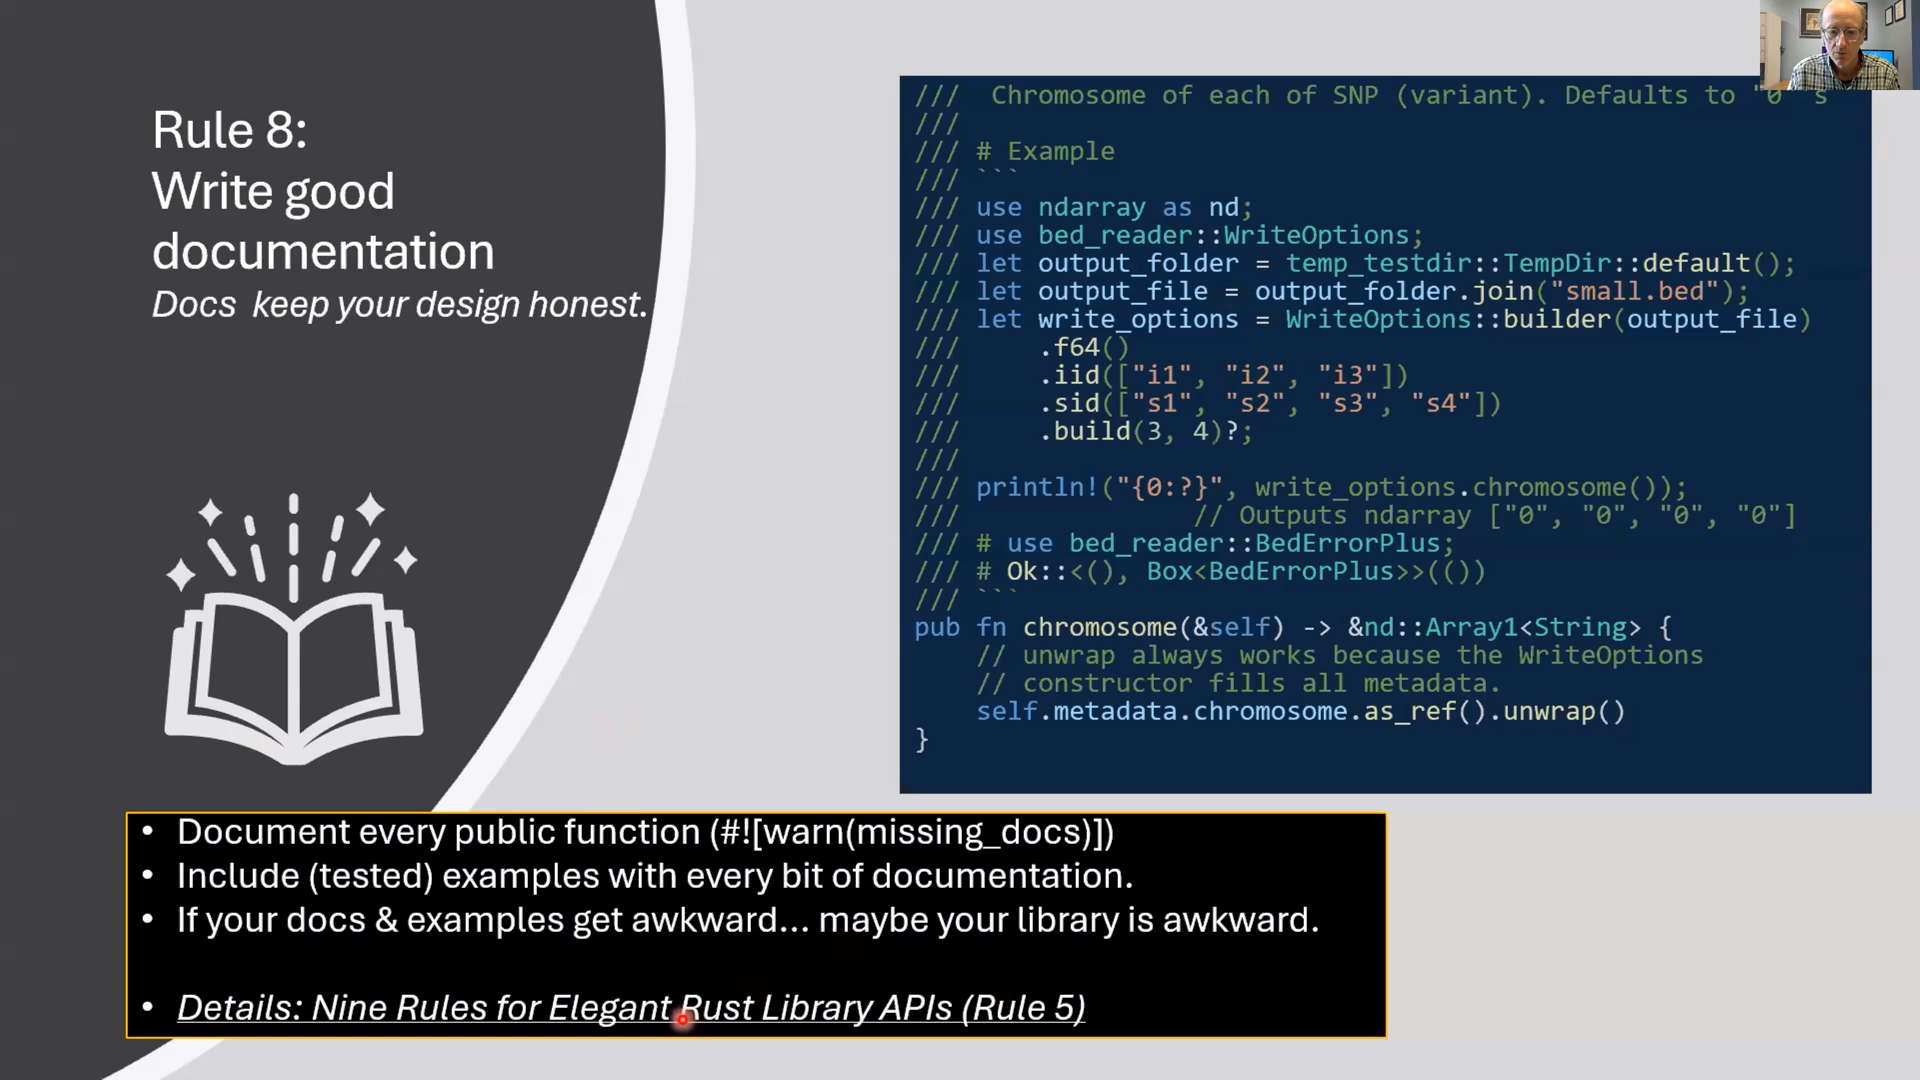 Rule 8:
Write good
documentation
Docs  keep your design honest.
///  Chromosome of each of SNP (variant). Defaults to "0" s
///
/// # Example
/// ```
/// use ndarray as nd;
/// use bed_reader::WriteOptions;
/// let output_folder = temp_testdir::TempDir::default();
/// let output_file = output_folder.join("small.bed");
/// let write_options = WriteOptions::builder(output_file)
///     .f64()
///     .iid(["i1", "i2", "i3"])
///     .sid(["s1", "s2", "s3", "s4"])
///     .build(3, 4)?;
///
/// println!("{0:?}", write_options.chromosome());
///               // Outputs ndarray ["0", "0", "0", "0"]
/// # use bed_reader::BedErrorPlus;
/// # Ok::<(), Box<BedErrorPlus>>(())
/// ```
pub fn chromosome(&self) -> &nd::Array1<String> {
    // unwrap always works because the WriteOptions
    // constructor fills all metadata.
    self.metadata.chromosome.as_ref().unwrap()
}
• Document every public function (#![warn(missing_docs)])
• Include (tested) examples with every bit of documentation.
• If your docs & examples get awkward... maybe your library is awkward.
• Details: Nine Rules for Elegant Rust Library APIs (Rule 5)